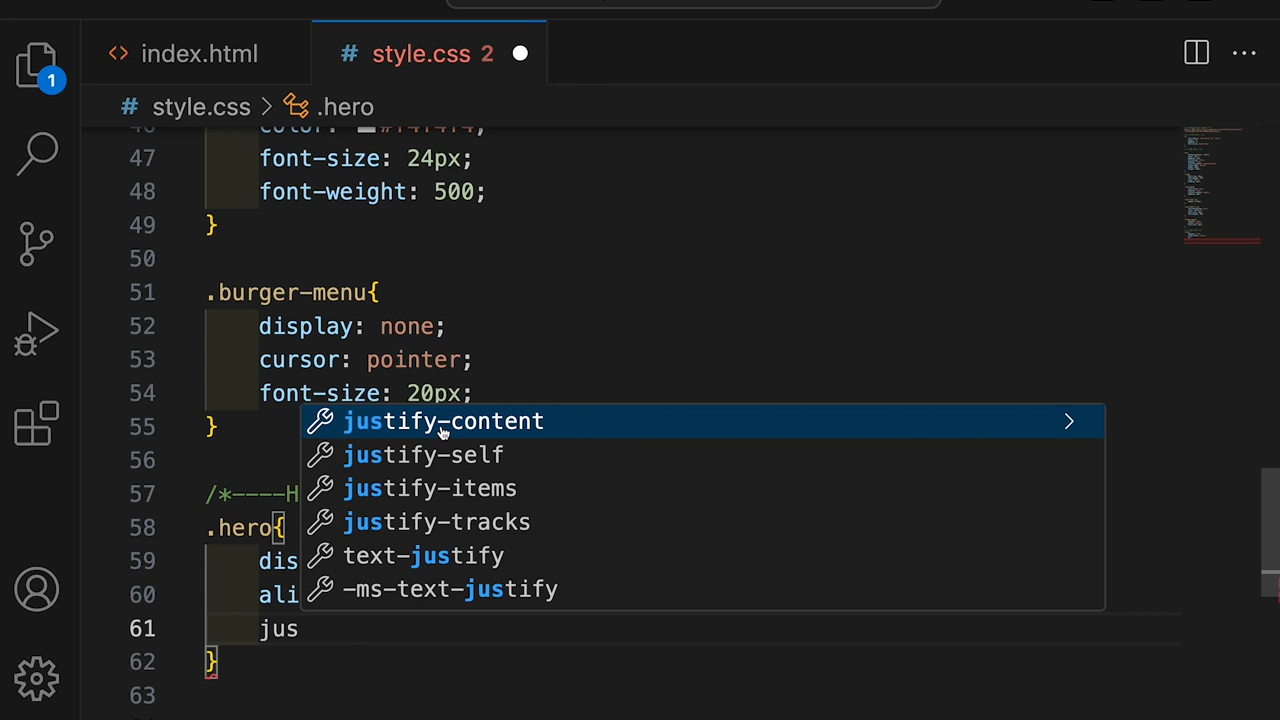 index.html
# style.css 2
1
# style.css > .hero
47 font-size: 24px;
48 font-weight: 500;
49 }
50
51 .burger-menu{
52 display: none;
53 cursor: pointer;
54 font-size: 20px;
55 }
justify-content
justify-self
56
justify-items
57 /*----H
justify-tracks
58 .hero{
text-justify
59 dis
-ms-text-justify
60 ali
61 jus
62 }
63